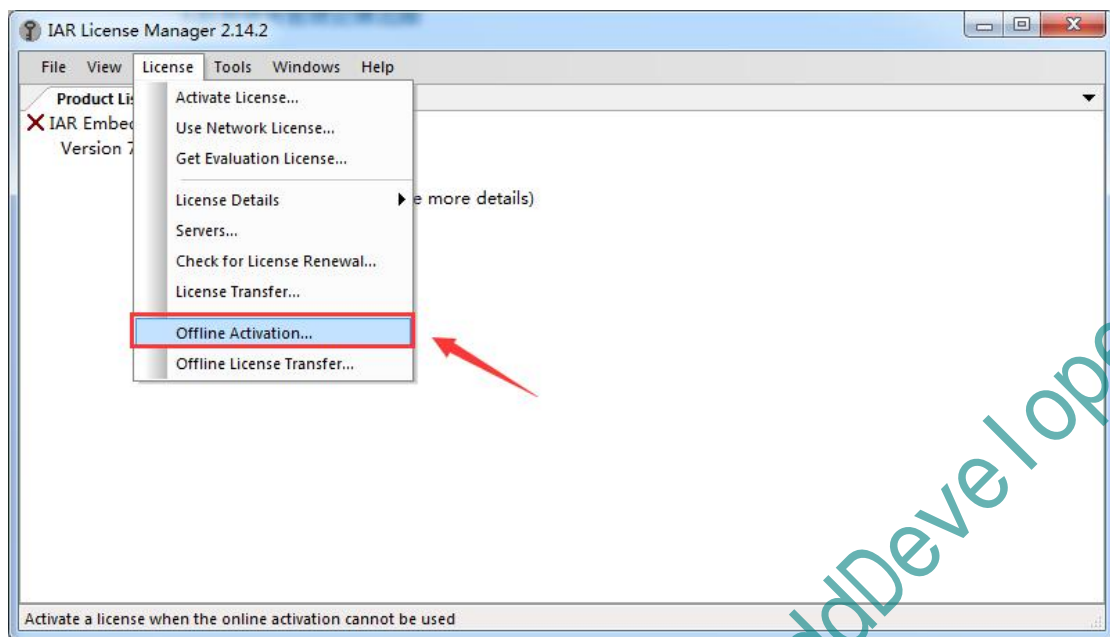 IAR License Manager 2.14.2
File View License Tools Windows Help
Product Li
Activate License...
IAR Embe
Use Network License...
Version 7
Get Evaluation License...
License Details
e more details)
Servers...
Check for License Renewal...
License Transfer...
Offline Activation...
Offline License Transfer...
Activate a license when the online activation cannot be used